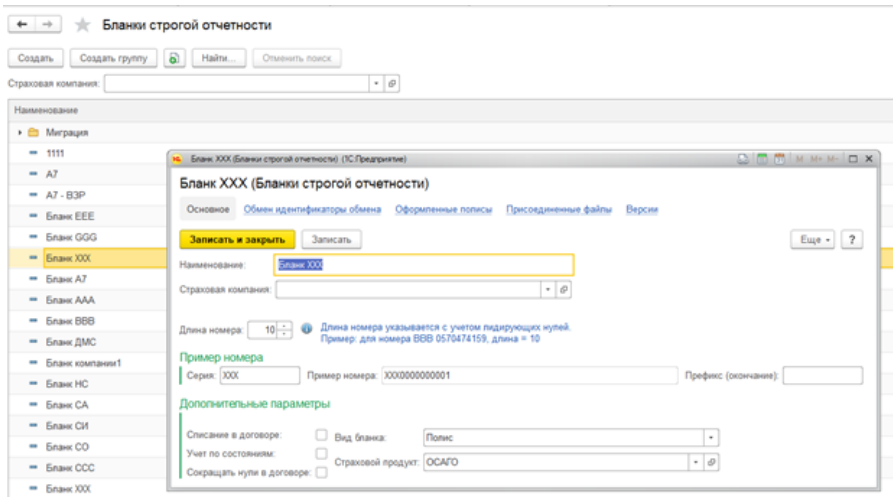 Бланки строгой отчетности
Создать Создать группу Найти... Отменить поиск
Страховая компания:
Наименование
Миграция
1111
А7
А7 - ВЗР
Бланк ЕЕЕ
Бланк GGG
Бланк ХХХ
Бланк А7
Бланк ААА
Бланк ВВВ
Бланк ДМС
Бланк компании1
Бланк НС
Бланк СА
Бланк СИ
Бланк СО
Бланк ССС
Бланк ХХХ
Бланк ХХХ (Бланки строгой отчетности) (1С:Предприятие) M M+ M-
Бланк ХХХ (Бланки строгой отчетности)
Основное Обмен идентификаторы обмена Оформленные полисы Присоединенные файлы Версии
Записать и закрыть Записать Еще ?
Наименование: Бланк ХХХ
Страховая компания:
Длина номера: 10 Длина номера указывается с учетом лидирующих нулей.
Пример: для номера ВВВ 0570474159, длина = 10
Пример номера
Серия: ХХХ Пример номера: ХХХ0000000001 Префикс (окончание):
Дополнительные параметры
Списание в договоре: Вид бланка: Полис
Учет по состояниям:
Страховой продукт: ОСАГО
Сокращать нули в договоре: